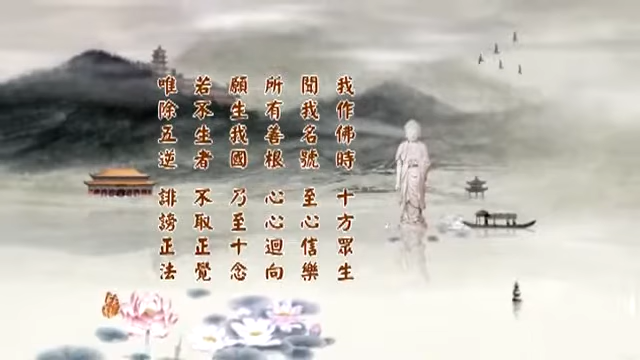 我作佛時 十方眾生
聞我名號 至心信樂
所有善根 心心迴向
願生我國 乃至十念
若不生者 不取正覺
唯除五逆 誹謗正法